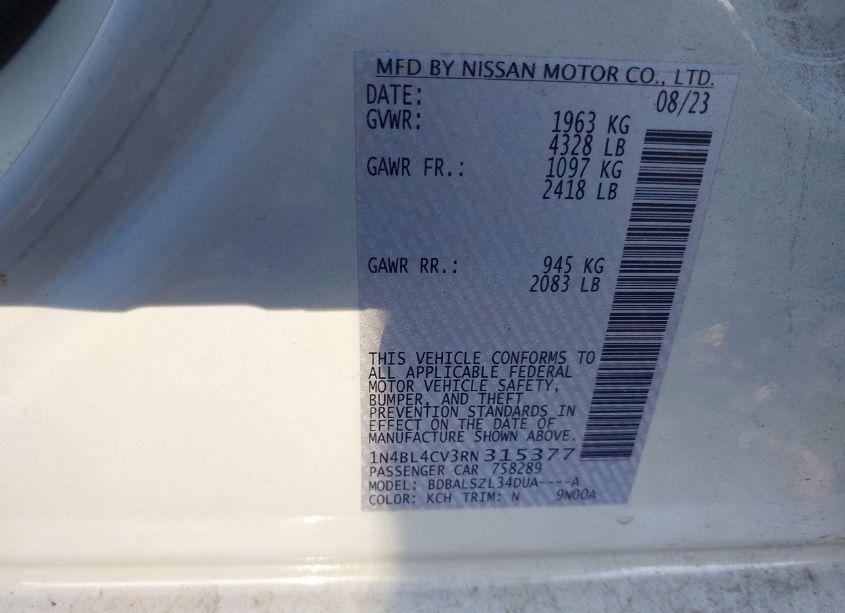 MFD BY NISSAN MOTOR CO., LTD.
DATE: 08/23
GVWR: 1963 KG
4328 LB
GAWR FR.: 1097 KG
2418 LB
GAWR RR.: 945 KG
2083 LB
THIS VEHICLE CONFORMS TO
ALL APPLICABLE FEDERAL
MOTOR VEHICLE SAFETY,
BUMPER, AND THEFT
PREVENTION STANDARDS IN
EFFECT ON THE DATE OF
MANUFACTURE SHOWN ABOVE.
1N4BL4CV3RN315377
PASSENGER CAR 758289
MODEL: BDBALSZL34DUA----A
COLOR: KCH TRIM: N 9N00A